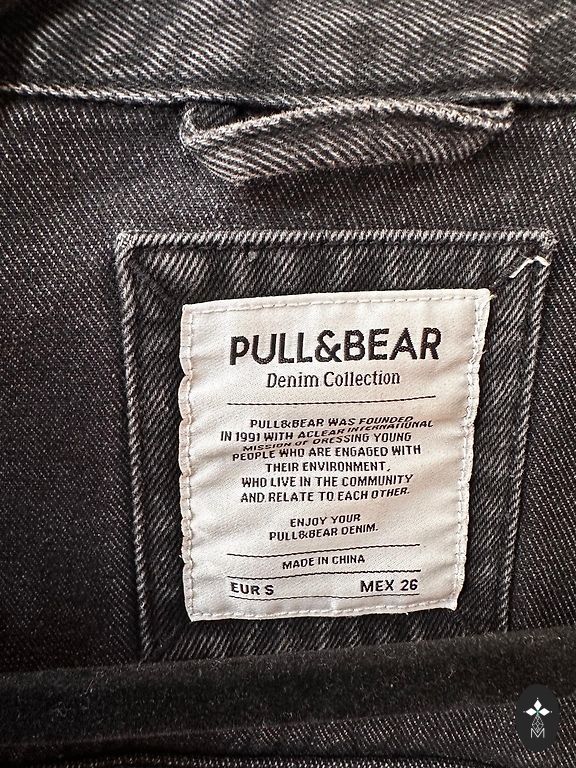 PULL&BEAR
Denim Collection
PULL&BEAR WAS FOUNDED
IN 1991 WITH ACLEAR INTERNATIONAL
MISSION OF DRESSING YOUNG
PEOPLE WHO ARE ENGAGED WITH
THEIR ENVIRONMENT,
WHO LIVE IN THE COMMUNITY
AND RELATE TO EACH OTHER.
ENJOY YOUR
PULL&BEAR DENIM.
MADE IN CHINA
EUR S MEX 26